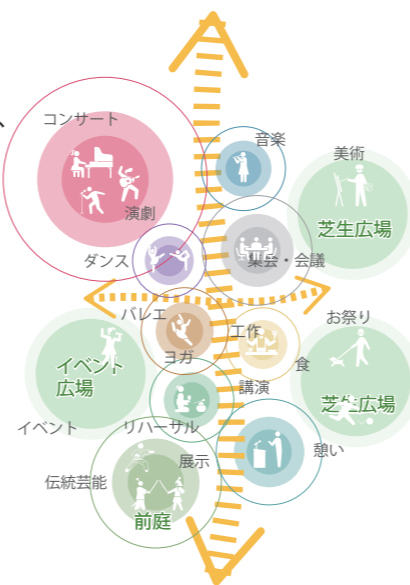 、
コンサート
音楽
美術
演劇
芝生広場
ダンス
集会・会議
バレエ
お祭り
工作
ヨガ
イベント
広場
食
講演
芝生広場
イベント
リハーサル
憩い
展示
伝統芸能
前庭